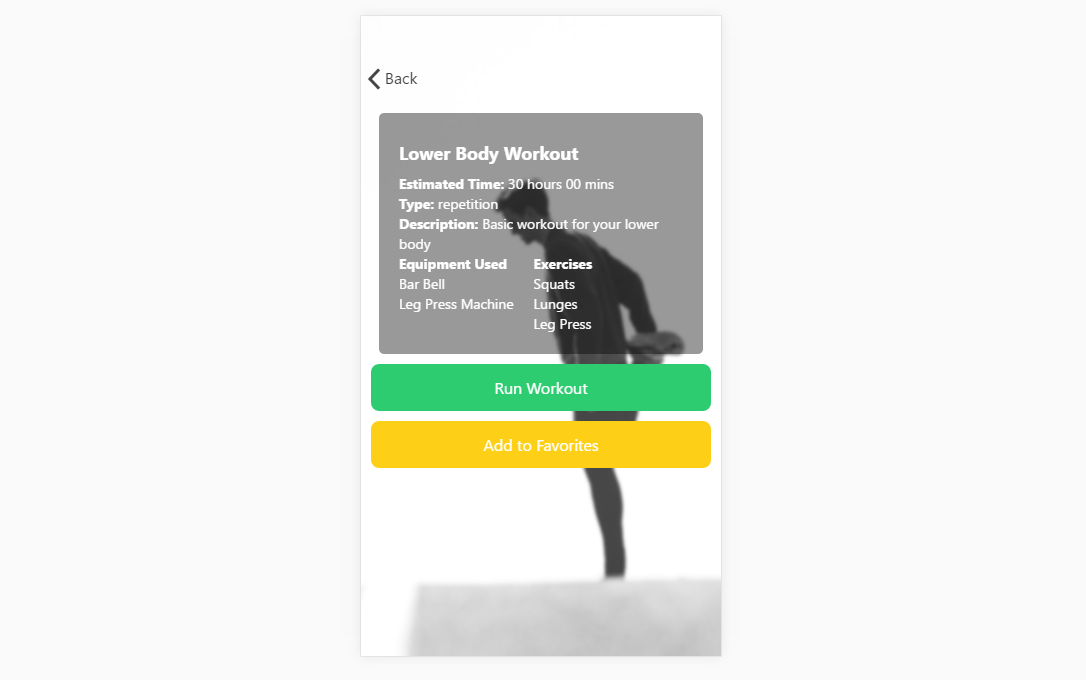 Back
Lower Body Workout
Estimated Time: 30 hours 00 mins
Type: repetition
Description: Basic workout for your lower
body
Equipment Used
Bar Bell
Leg Press Machine
Exercises
Squats
Lunges
Leg Press
Run Workout
Add to Favorites